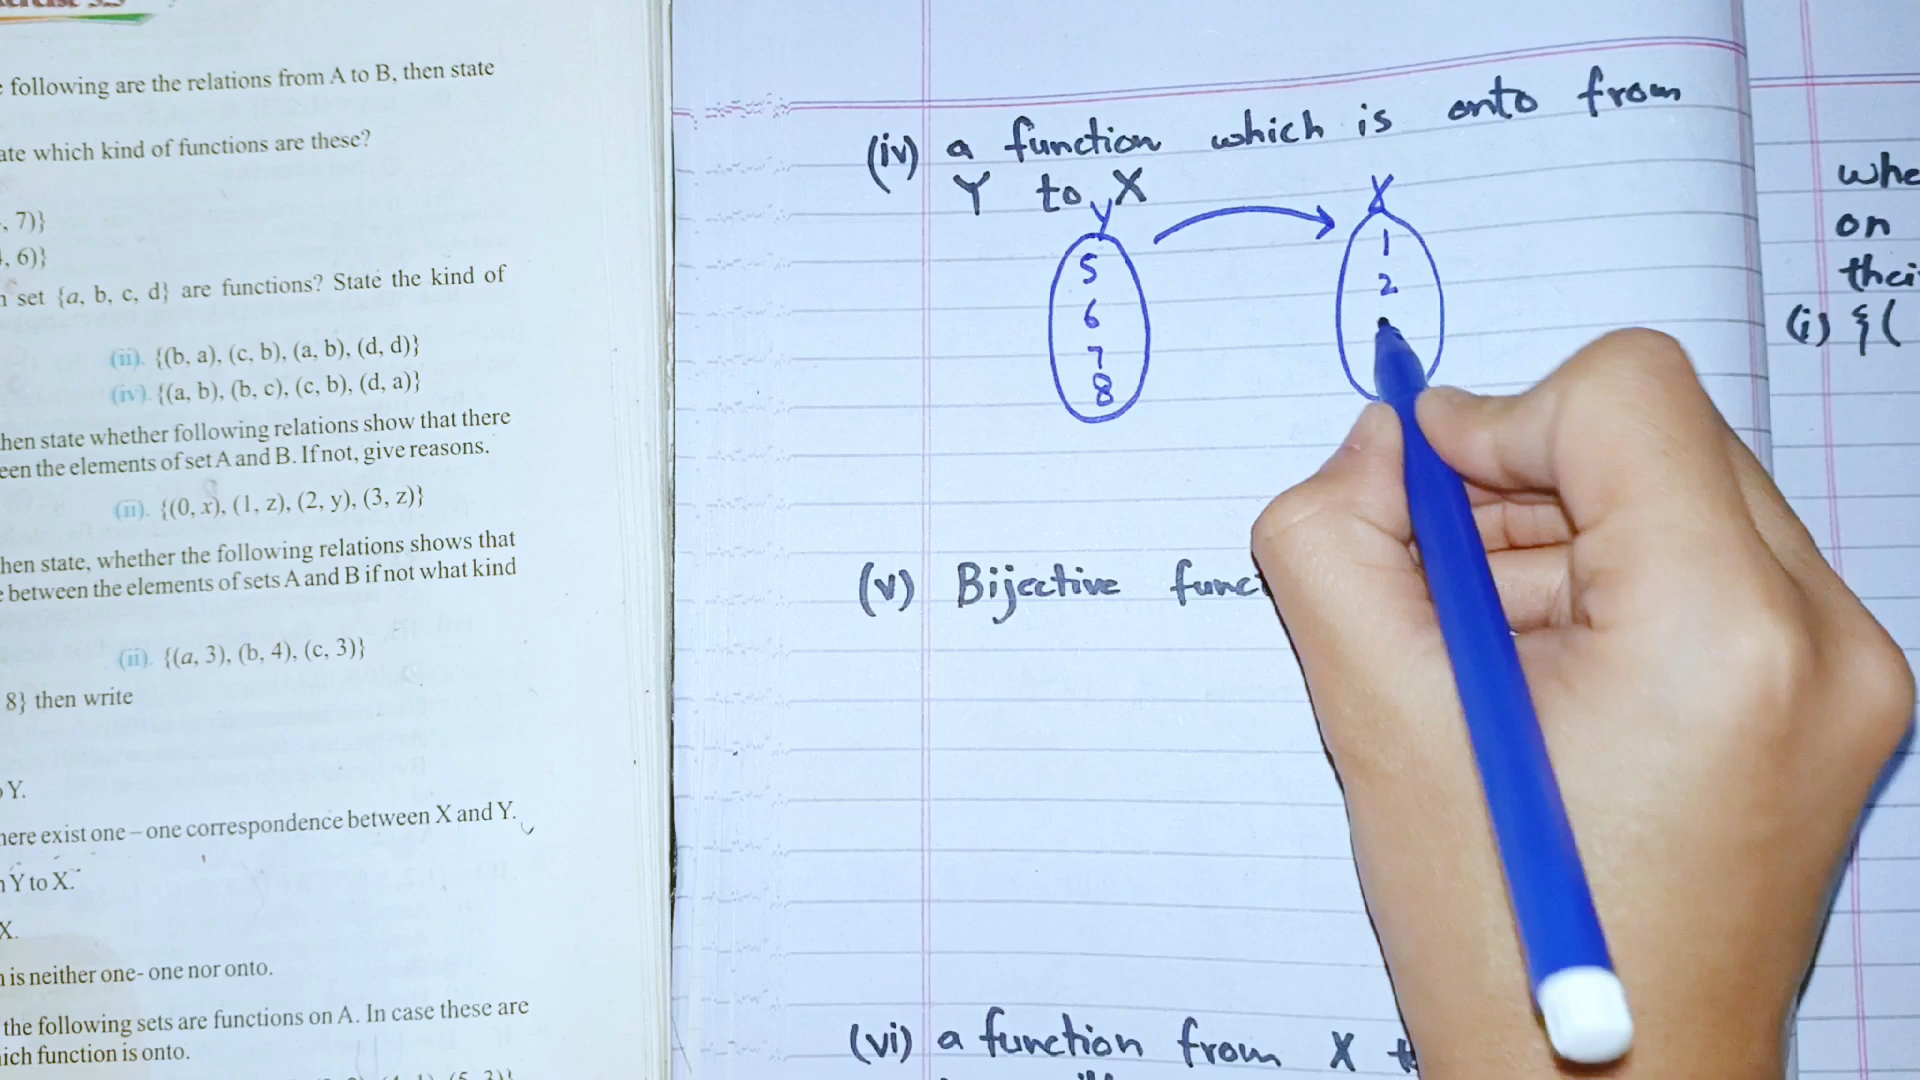 following are the relations from A to B, then state
ate which kind of functions are these?
, 7)}
, 6)}
set {a, b, c, d} are functions? State the kind of
(ii). {(b, a), (c, b), (a, b), (d, d)}
(iv). {(a, b), (b, c), (c, b), (d, a)}
hen state whether following relations show that there
een the elements of set A and B. If not, give reasons.
(ii). {(0, x), (1, z), (2, y), (3, z)}
hen state, whether the following relations shows that
between the elements of sets A and B if not what kind
(ii). {(a, 3), (b, 4), (c, 3)}
8} then write
Y.
here exist one – one correspondence between X and Y.
Y to X.
X.
is neither one- one nor onto.
the following sets are functions on A. In case these are
ich function is onto.
(iv) a function which is onto from
Y to X
Y
5
6
7
8
X
1
2
(v) Bijective funct
(vi) a function from X t
whe
on
thei
(i) {(